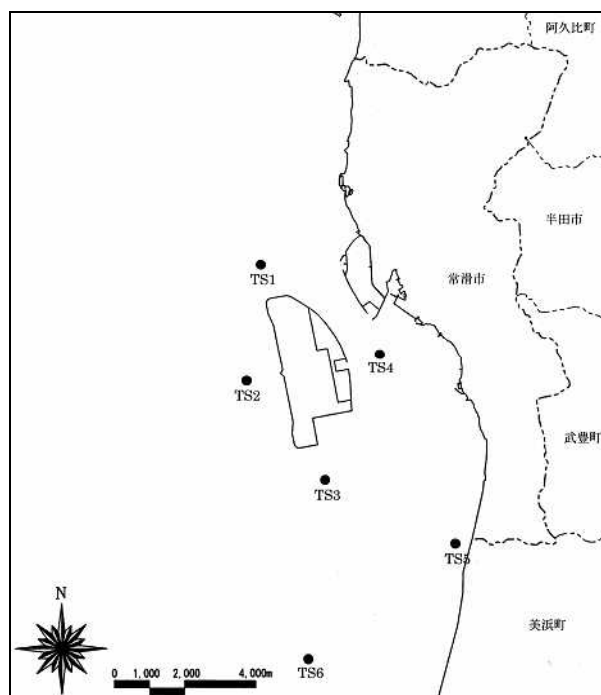 阿久比町
半田市
常滑市
TS1
TS4
TS2
武豊町
TS3
TS5
N
美浜町
TS6
0 1,000 2,000 4,000m